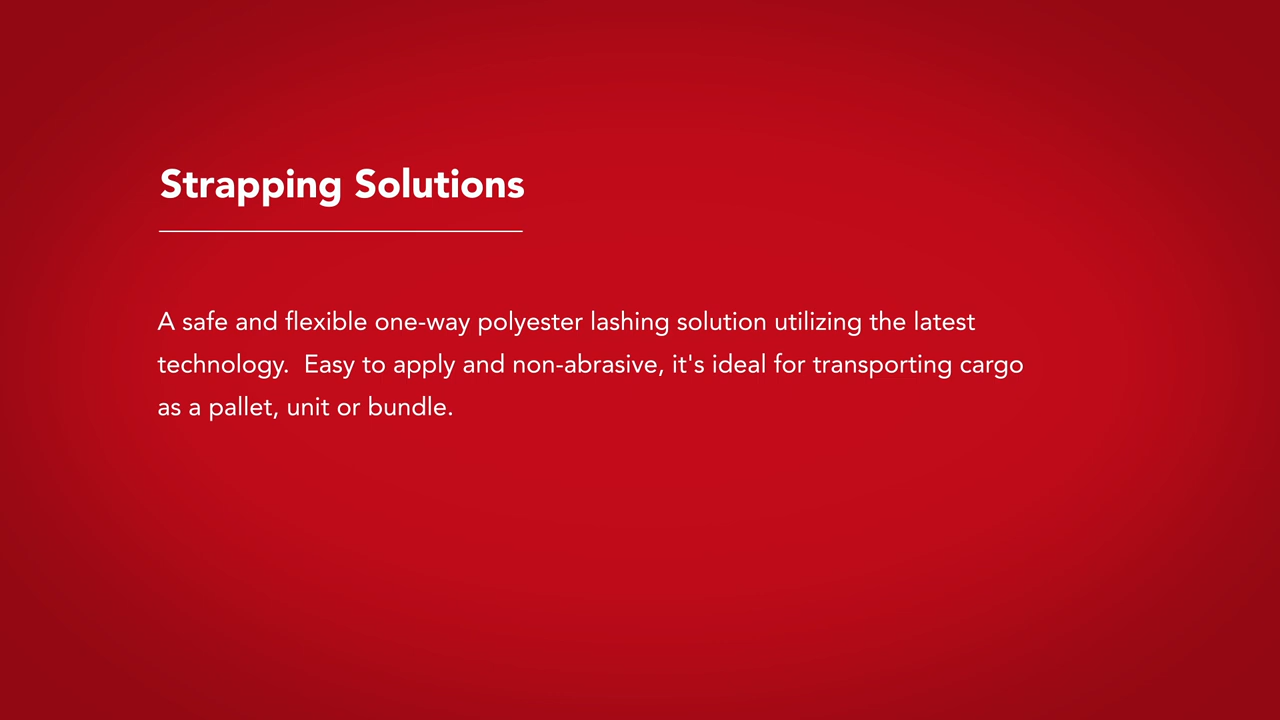 Strapping Solutions
A safe and flexible one-way polyester lashing solution utilizing the latest
technology.  Easy to apply and non-abrasive, it's ideal for transporting cargo
as a pallet, unit or bundle.